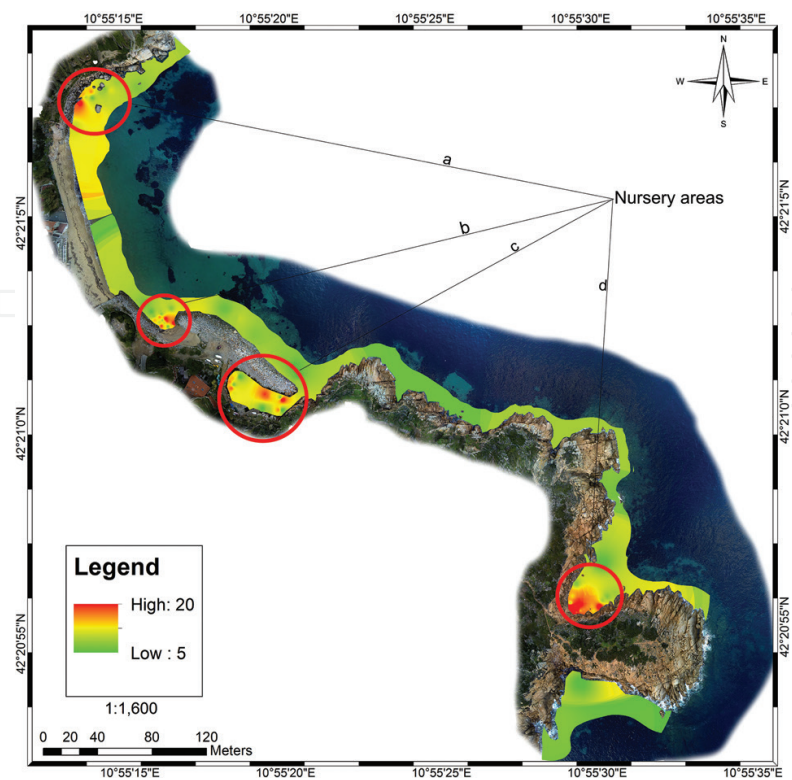 10°55'15"E 10°55'20"E 10°55'25"E 10°55'30"E 10°55'35"E
N
W E
S
a
Nursery areas
b
c
d
42°21'5"N
42°21'5"N
42°21'0"N
42°21'0"N
42°20'55"N
42°20'55"N
Legend
High: 20
Low : 5
1:1,600
0 20 40 80 120
Meters
10°55'15"E 10°55'20"E 10°55'25"E 10°55'30"E 10°55'35"E